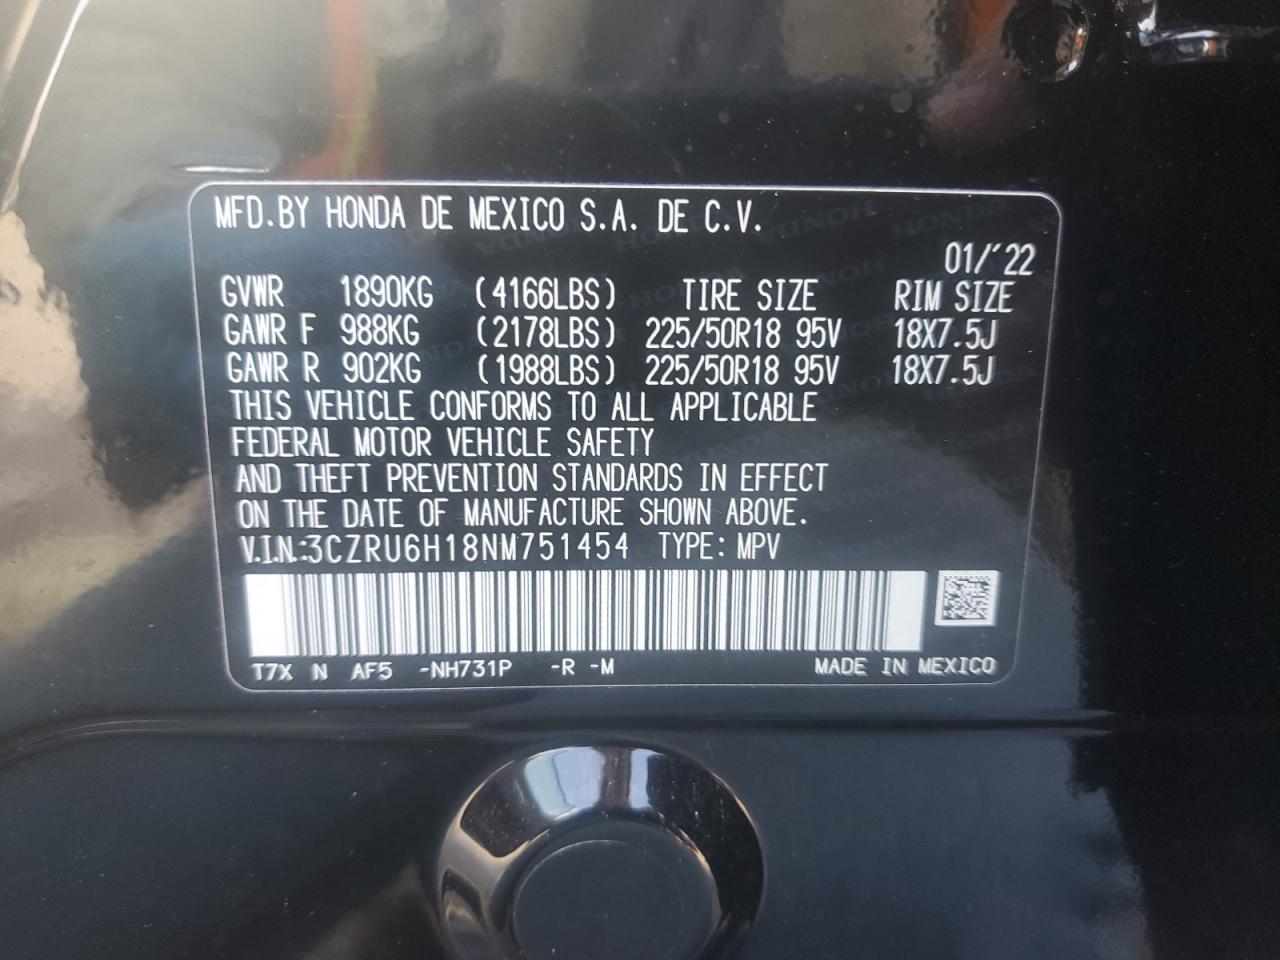 MFD.BY HONDA DE MEXICO S.A. DE C.V.
01/'22
GVWR 1890KG (4166LBS) TIRE SIZE RIM SIZE
GAWR F 988KG (2178LBS) 225/50R18 95V 18X7.5J
GAWR R 902KG (1988LBS) 225/50R18 95V 18X7.5J
THIS VEHICLE CONFORMS TO ALL APPLICABLE
FEDERAL MOTOR VEHICLE SAFETY
AND THEFT PREVENTION STANDARDS IN EFFECT
ON THE DATE OF MANUFACTURE SHOWN ABOVE.
V.I.N.:3CZRU6H18NM751454 TYPE: MPV
T7X N AF5 -NH731P -R -M MADE IN MEXICO